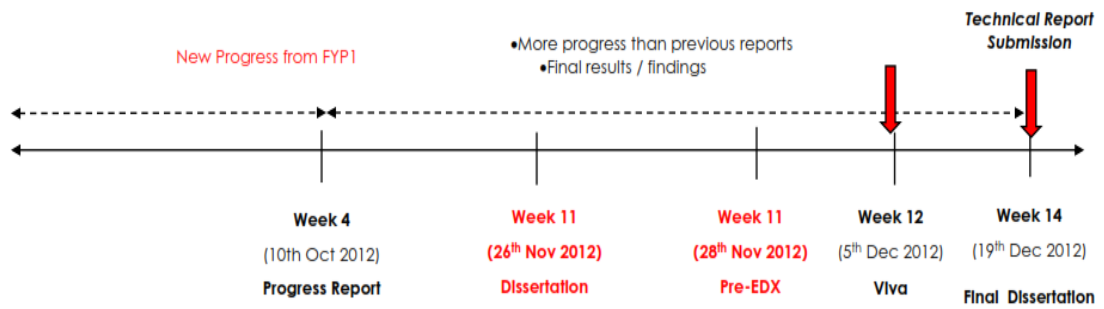 Technical Report
Submission
New Progress from FYP1
•More progress than previous reports
•Final results / findings
Week 4
(10th Oct 2012)
Progress Report
Week 11
(26th Nov 2012)
Dissertation
Week 11
(28th Nov 2012)
Pre-EDX
Week 12
(5th Dec 2012)
Viva
Week 14
(19th Dec 2012)
Final Dissertation